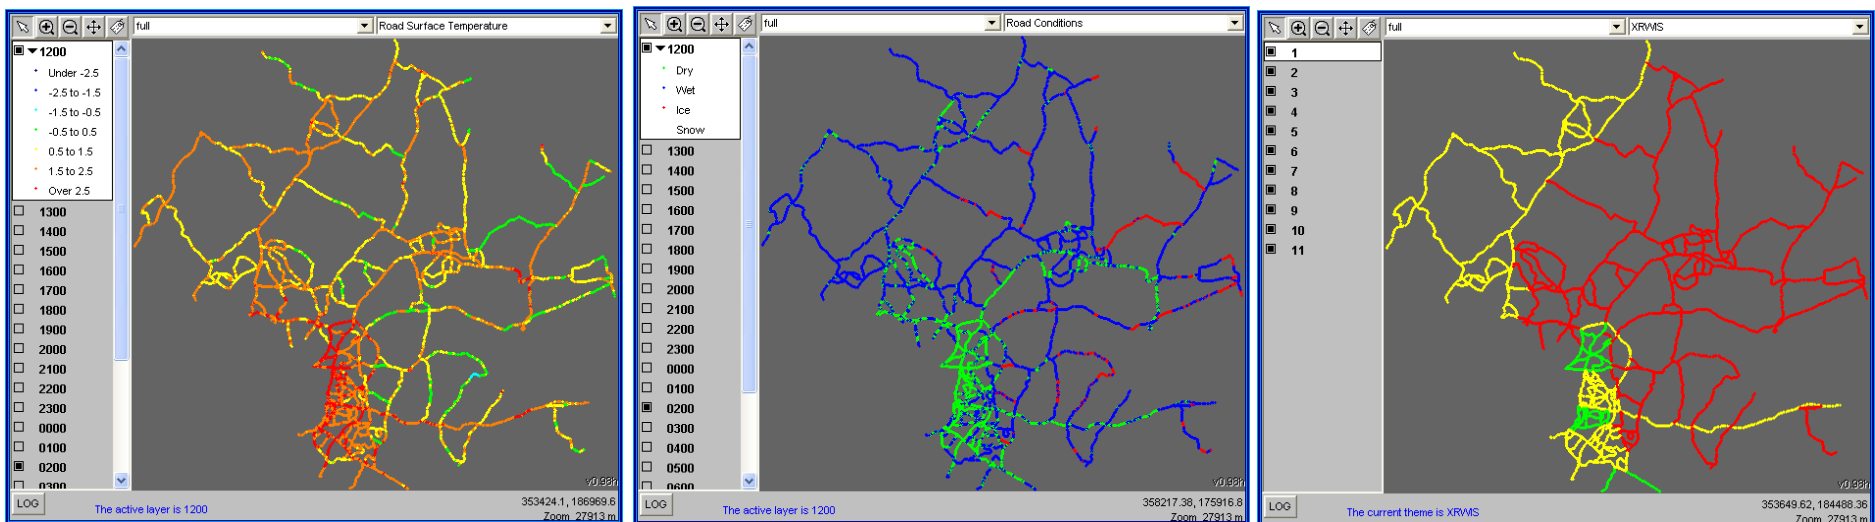 full
Road Surface Temperature
1200
Under -2.5
-2.5 to -1.5
-1.5 to -0.5
-0.5 to 0.5
0.5 to 1.5
1.5 to 2.5
Over 2.5
1300
1400
1500
1600
1700
1800
1900
2000
2100
2200
2300
0000
0100
0200
0300
v0.98h
LOG
The active layer is 1200
353424.1, 186969.6
Zoom 27913 m
full
Road Conditions
1200
Dry
Wet
Ice
Snow
1300
1400
1500
1600
1700
1800
1900
2000
2100
2200
2300
0000
0100
0200
0300
0400
0500
0600
v0.98h
LOG
The active layer is 1200
358217.38, 175916.8
Zoom 27913 m
full
XRWIS
1
2
3
4
5
6
7
8
9
10
11
v0.98h
LOG
The current theme is XRWIS
353649.62, 184488.36
Zoom 27913 m